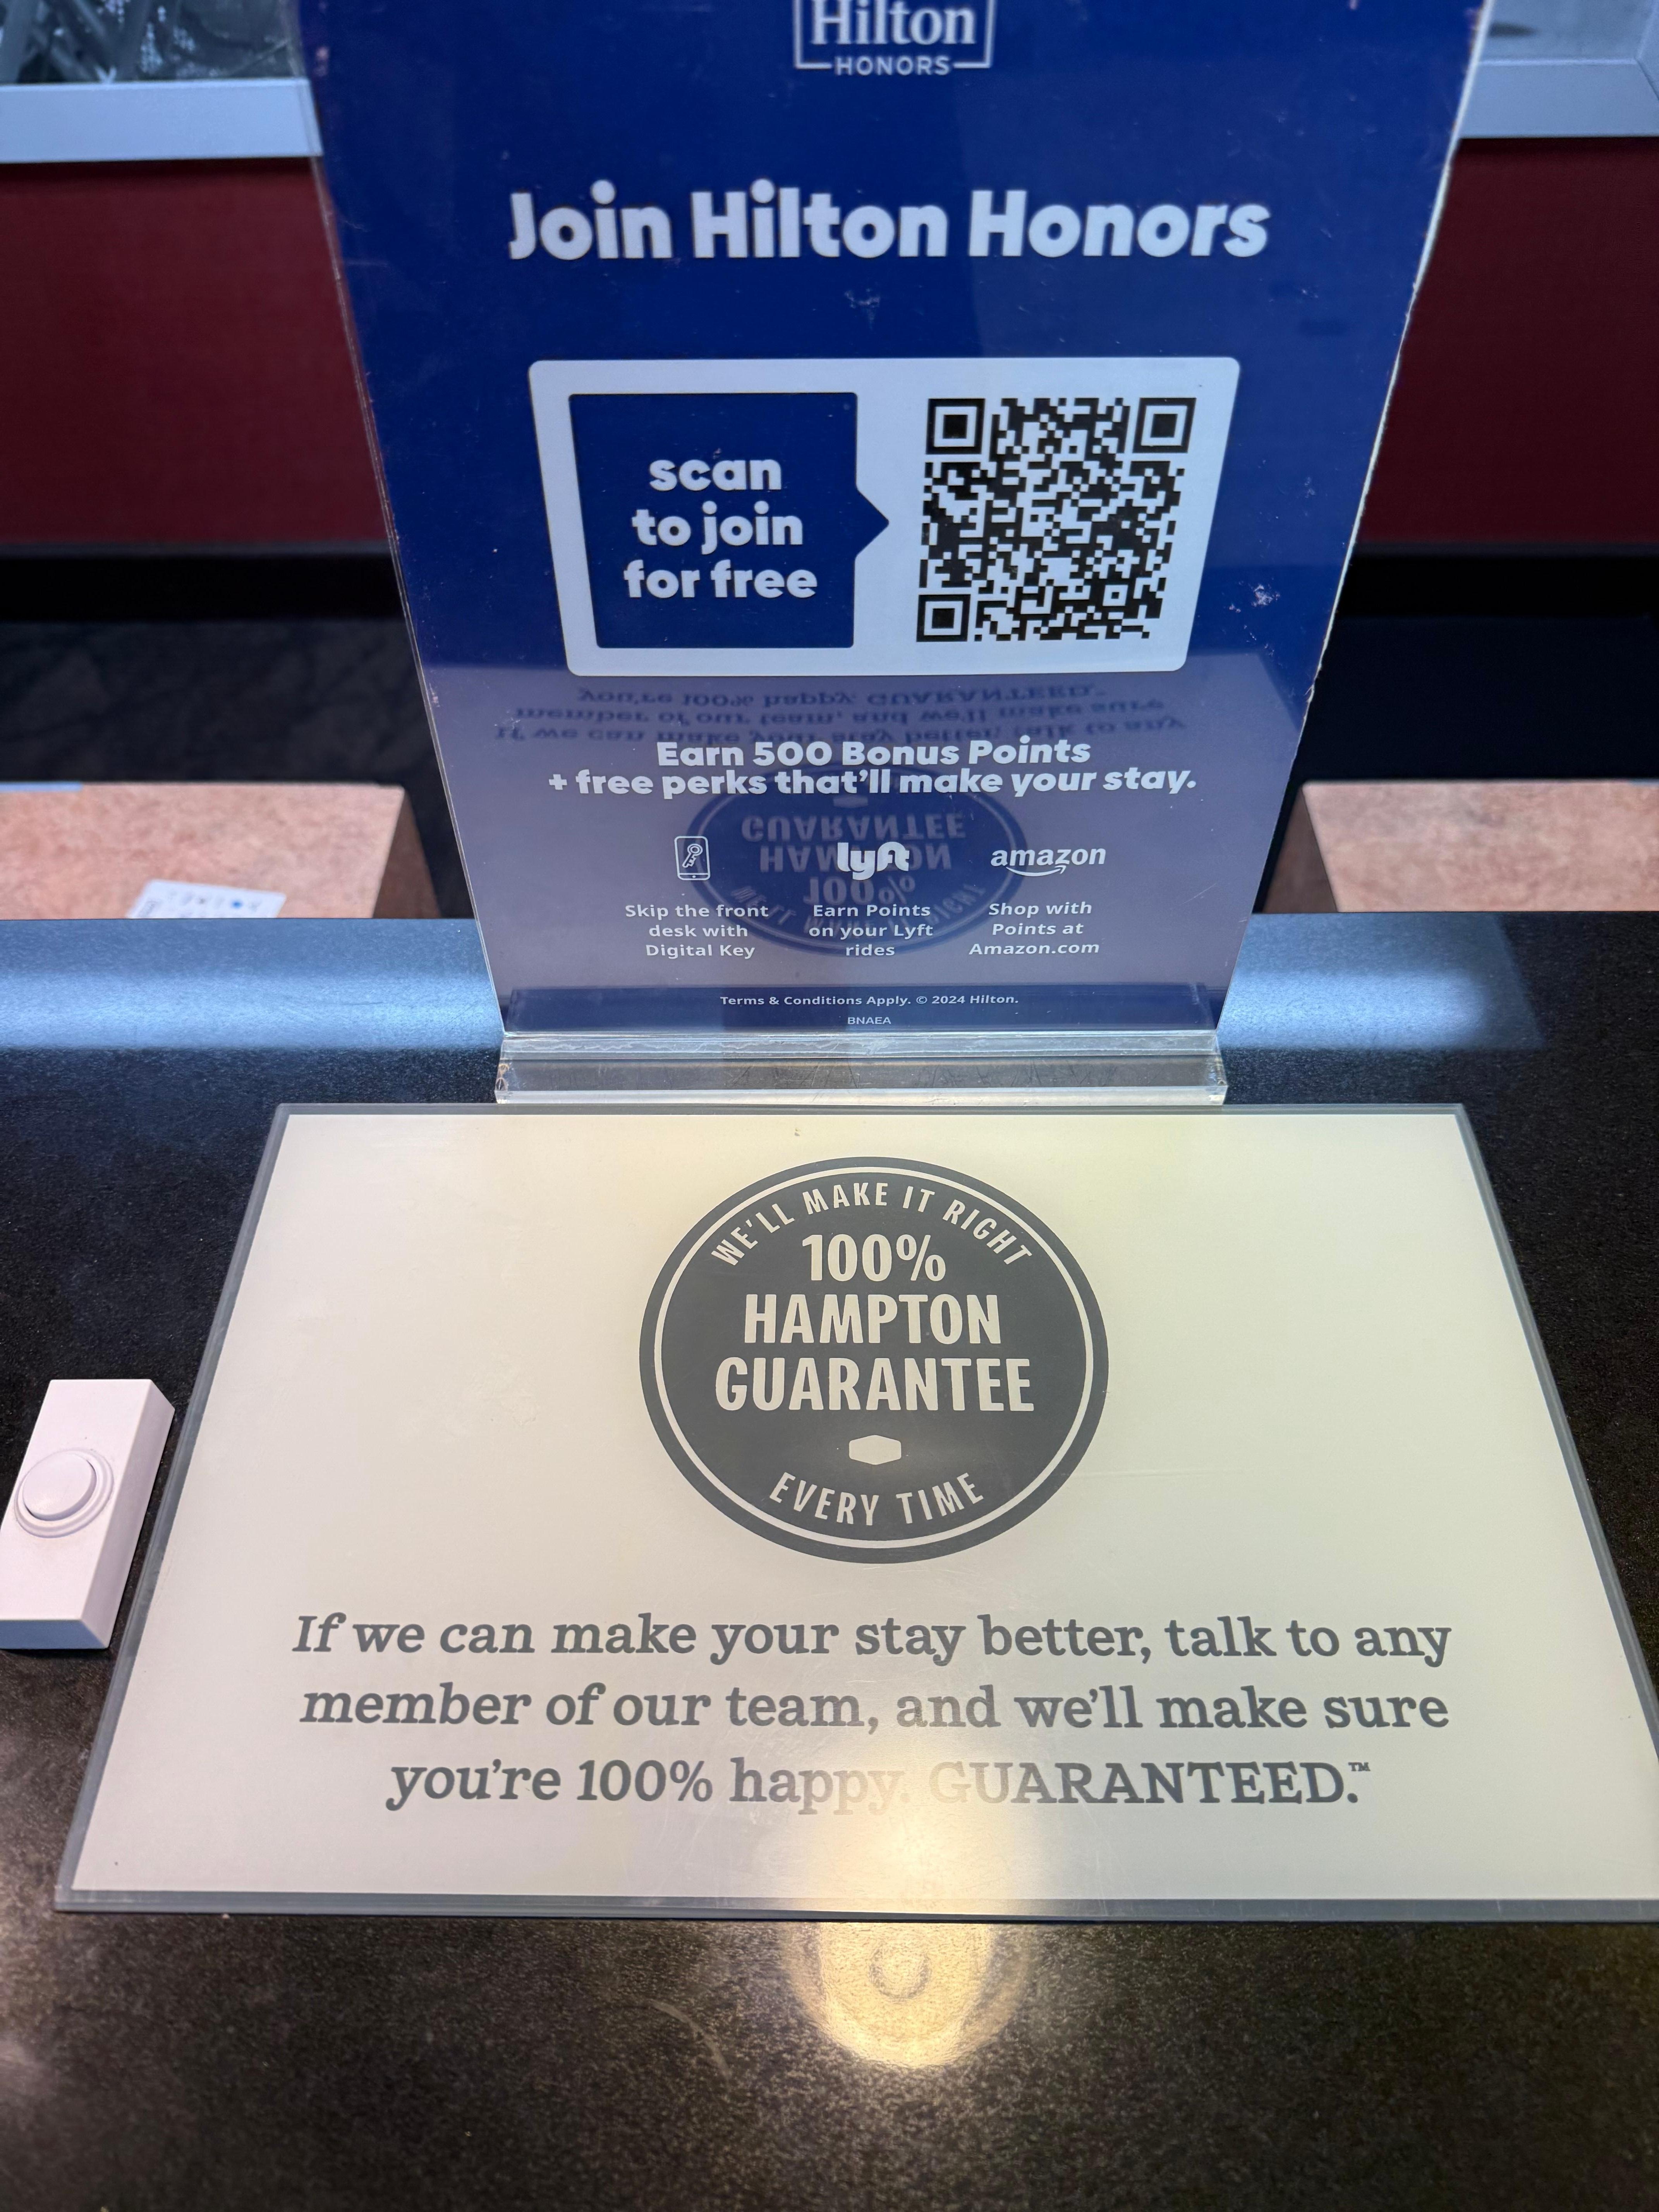 Hilton
HONORS
Join Hilton Honors
scan
to join
for free
Earn 500 Bonus Points
+ free perks that'll make your stay.
lyft
amazon
Skip the front
desk with
Digital Key
Earn Points
on your Lyft
rides
Shop with
Points at
Amazon.com
Terms & Conditions Apply. © 2024 Hilton.
BNAEA
WE'LL MAKE IT RIGHT
100%
HAMPTON
GUARANTEE
EVERY TIME
If we can make your stay better, talk to any
member of our team, and we'll make sure
you're 100% happy. GUARANTEED.™